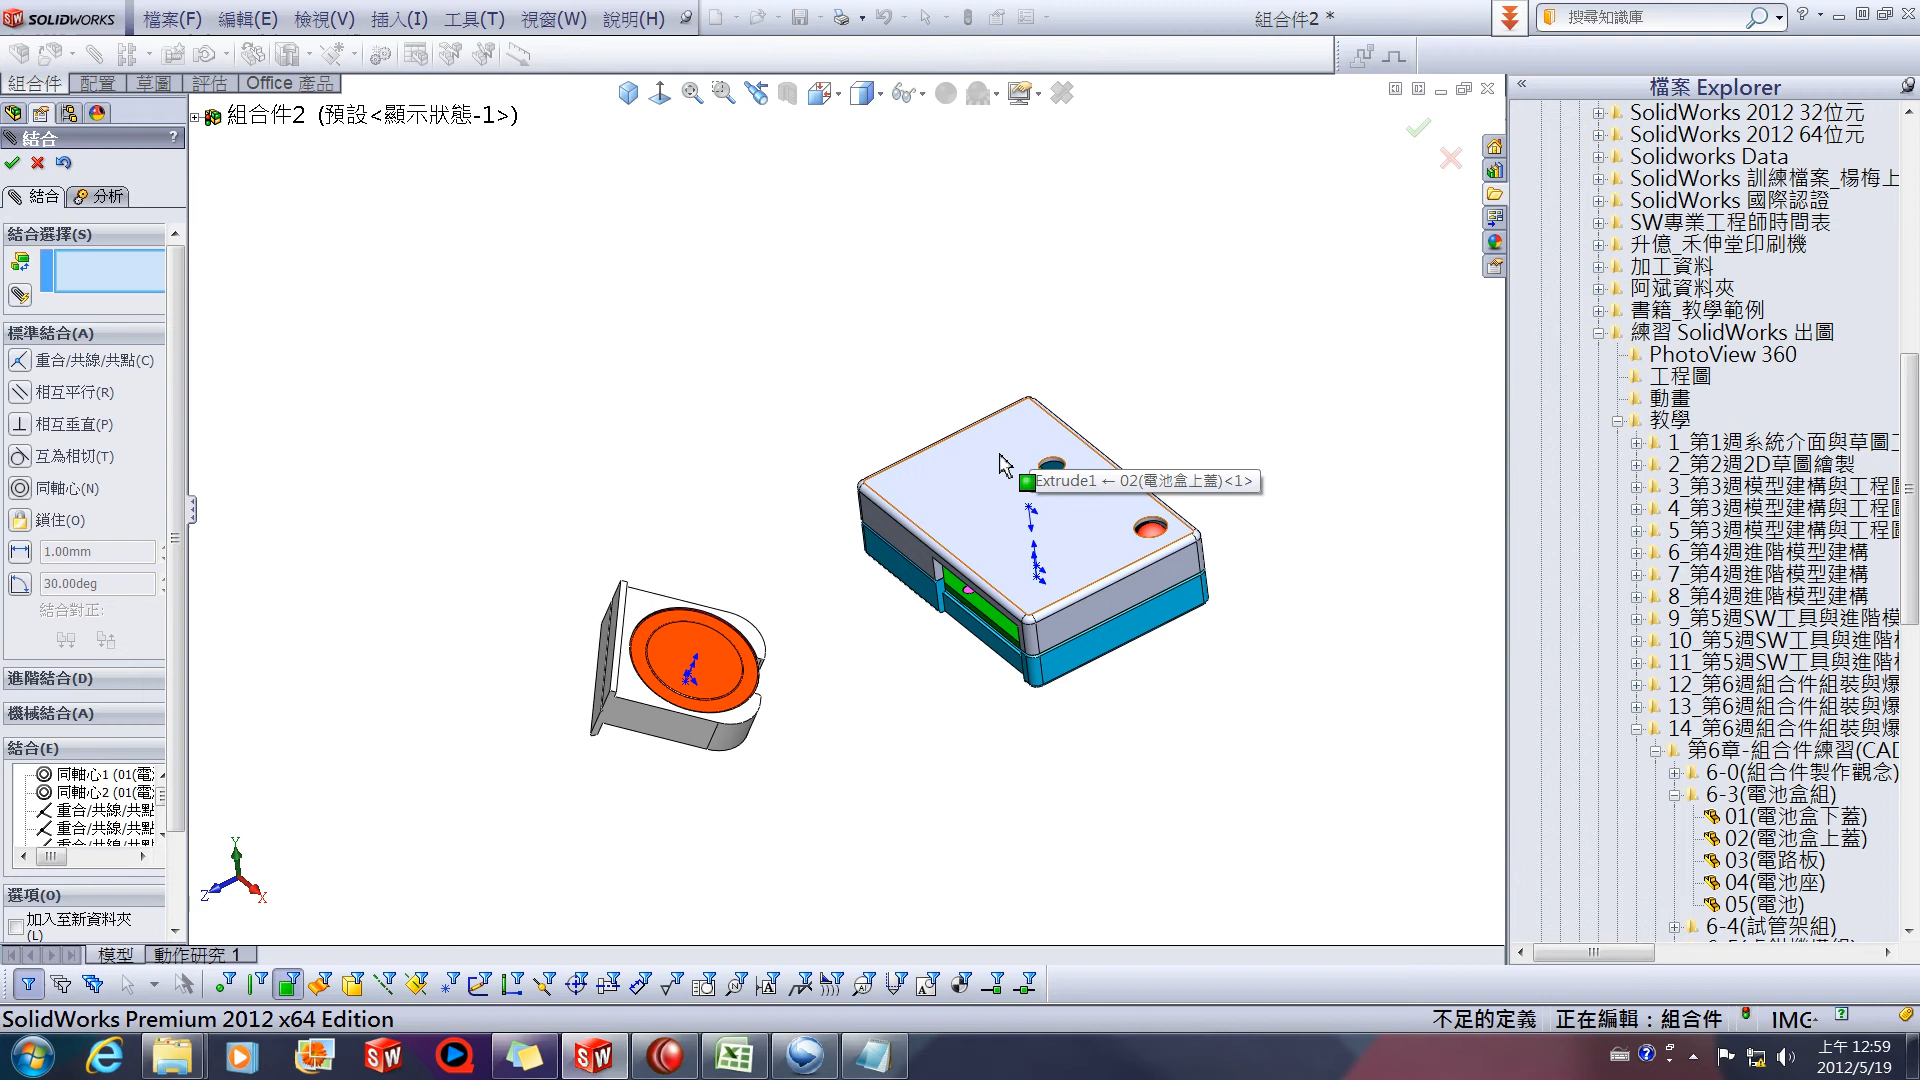 SOLIDWORKS 檔案(F) 編輯(E) 檢視(V) 插入(I) 工具(T) 視窗(W) 說明(H) 組合件2 * 搜尋知識庫
組合件 配置 草圖 評估 Office 產品
檔案 Explorer
組合件2 (預設<顯示狀態-1>)
結合 ?
結合 分析
結合選擇(S)
標準結合(A)
重合/共線/共點(C)
相互平行(R)
相互垂直(P)
互為相切(T)
同軸心(N)
鎖住(O)
1.00mm
30.00deg
結合對正:
進階結合(D)
機械結合(A)
結合(E)
同軸心1 (01(電
同軸心2 (01(電
重合/共線/共點
重合/共線/共點
選項(O)
加入至新資料夾
(L)
Extrude1 ← 02(電池盒上蓋)<1>
Y
Z
X
SolidWorks 2012 32位元
SolidWorks 2012 64位元
Solidworks Data
SolidWorks 訓練檔案_楊梅上
SolidWorks 國際認證
SW專業工程師時間表
升億_禾伸堂印刷機
加工資料
阿斌資料夾
書籍_教學範例
練習 SolidWorks 出圖
PhotoView 360
工程圖
動畫
教學
1_第1週系統介面與草圖
2_第2週2D草圖繪製
3_第3週模型建構與工程
4_第3週模型建構與工程
5_第3週模型建構與工程
6_第4週進階模型建構
7_第4週進階模型建構
8_第4週進階模型建構
9_第5週SW工具與進階模
10_第5週SW工具與進階
11_第5週SW工具與進階
12_第6週組合件組裝與爆
13_第6週組合件組裝與爆
14_第6週組合件組裝與爆
第6章-組合件練習(CAD
6-0(組合件製作觀念)
6-3(電池盒組)
01(電池盒下蓋)
02(電池盒上蓋)
03(電路板)
04(電池座)
05(電池)
6-4(試管架組)
模型 動作研究 1
SolidWorks Premium 2012 x64 Edition 不足的定義 正在編輯：組合件 IMG
上午 12:59
2012/5/19